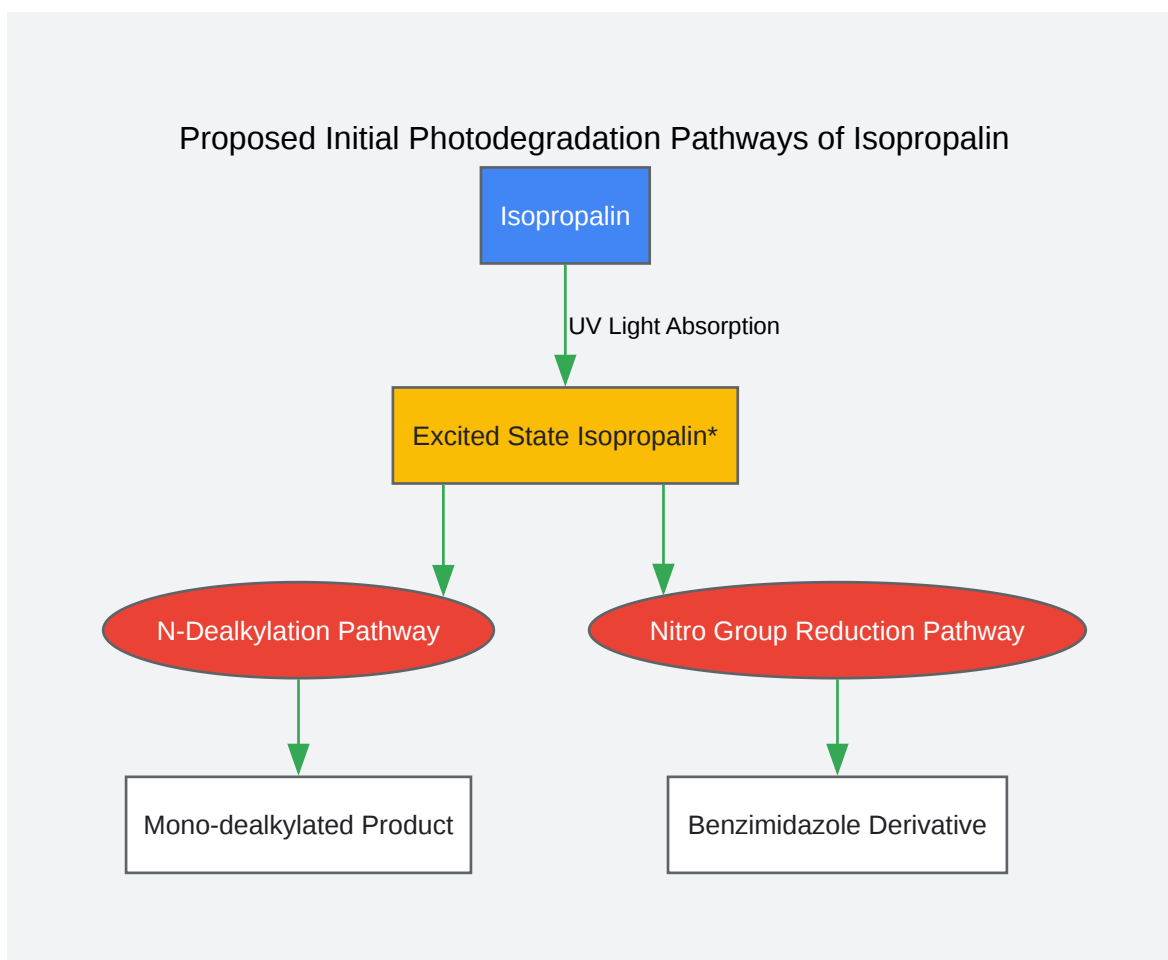 Proposed Initial Photodegradation Pathways of Isopropalin
Isopropalin
UV Light Absorption
Excited State Isopropalin*
N-Dealkylation Pathway
Nitro Group Reduction Pathway
Mono-dealkylated Product
Benzimidazole Derivative